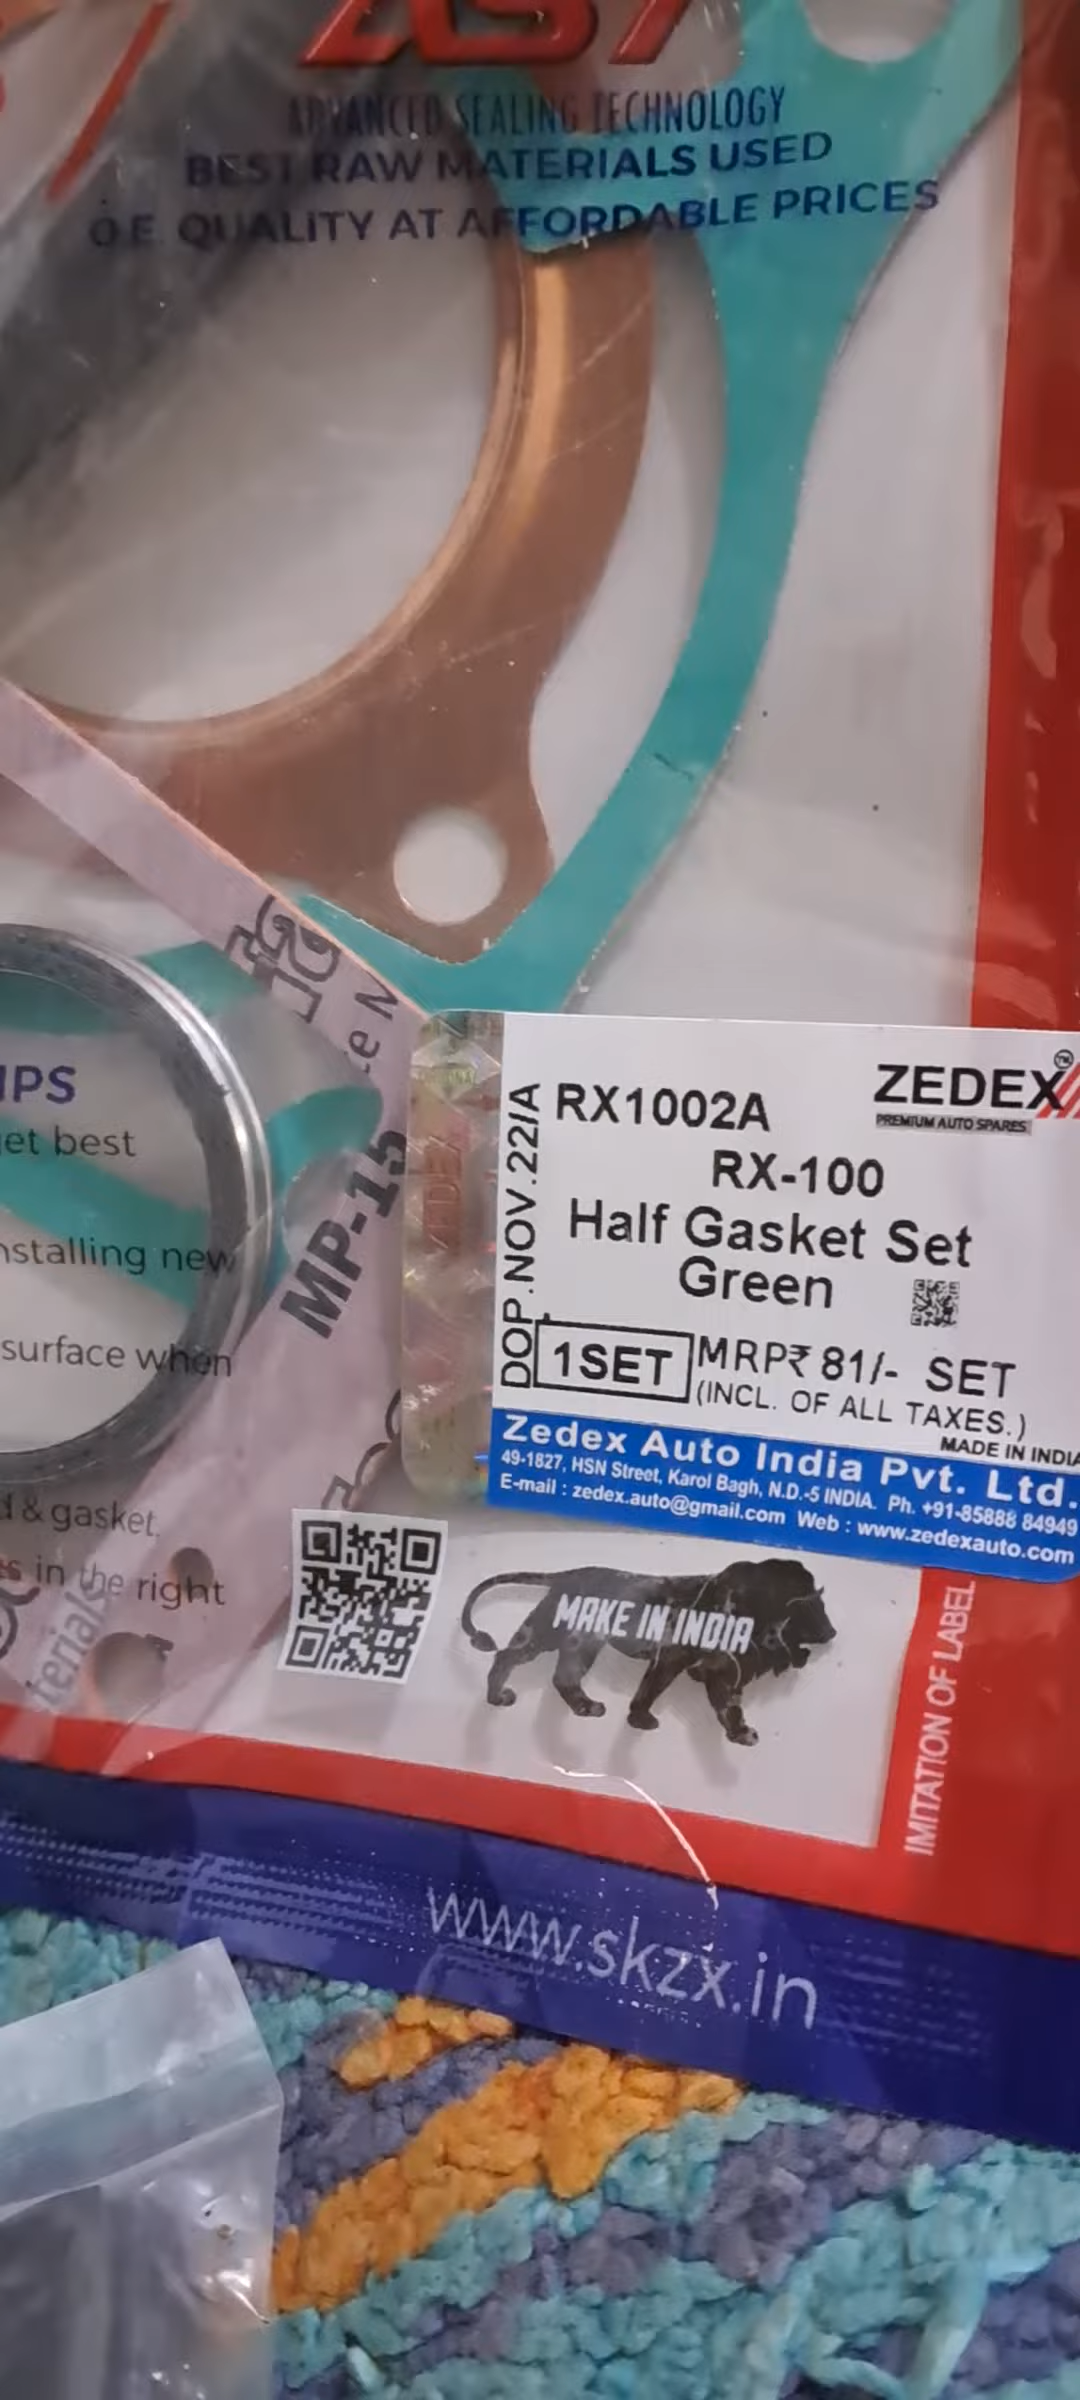 AST
ADVANCED SEALING TECHNOLOGY
BEST RAW MATERIALS USED
O.E. QUALITY AT AFFORDABLE PRICES
MP-15
IPS
get best
nstalling new
surface when
d & gasket.
s in the right
terials
DOP.NOV.22/A
RX1002A
ZEDEX™
PREMIUM AUTO SPARES
RX-100
Half Gasket Set
Green
1SET
MRP₹ 81/- SET
(INCL. OF ALL TAXES.)
MADE IN INDIA
Zedex Auto India Pvt. Ltd.
49-1827, HSN Street, Karol Bagh, N.D.-5 INDIA. Ph. +91-85888 84949
E-mail : zedex.auto@gmail.com Web : www.zedexauto.com
ZEDEX
MAKE IN INDIA
IMITATION OF LABEL
www.skzx.in